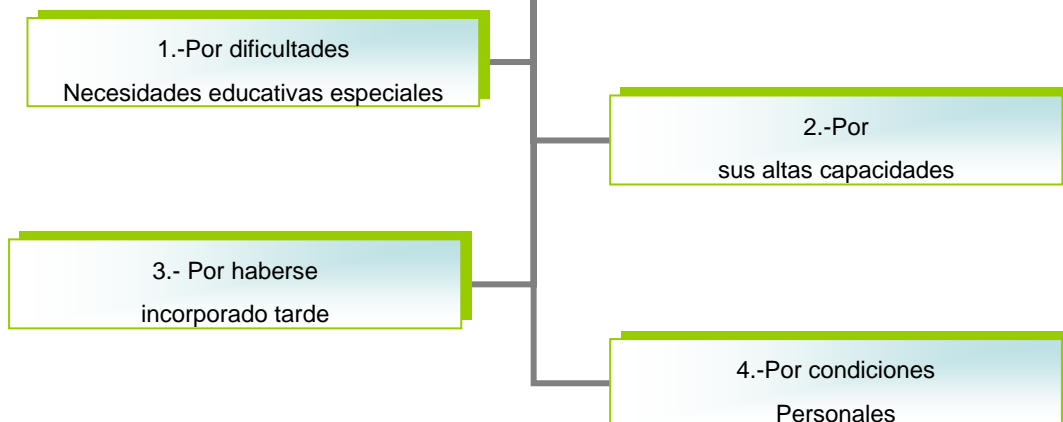 1.-Por dificultades
Necesidades educativas especiales
2.-Por
sus altas capacidades
3.- Por haberse
incorporado tarde
4.-Por condiciones
Personales